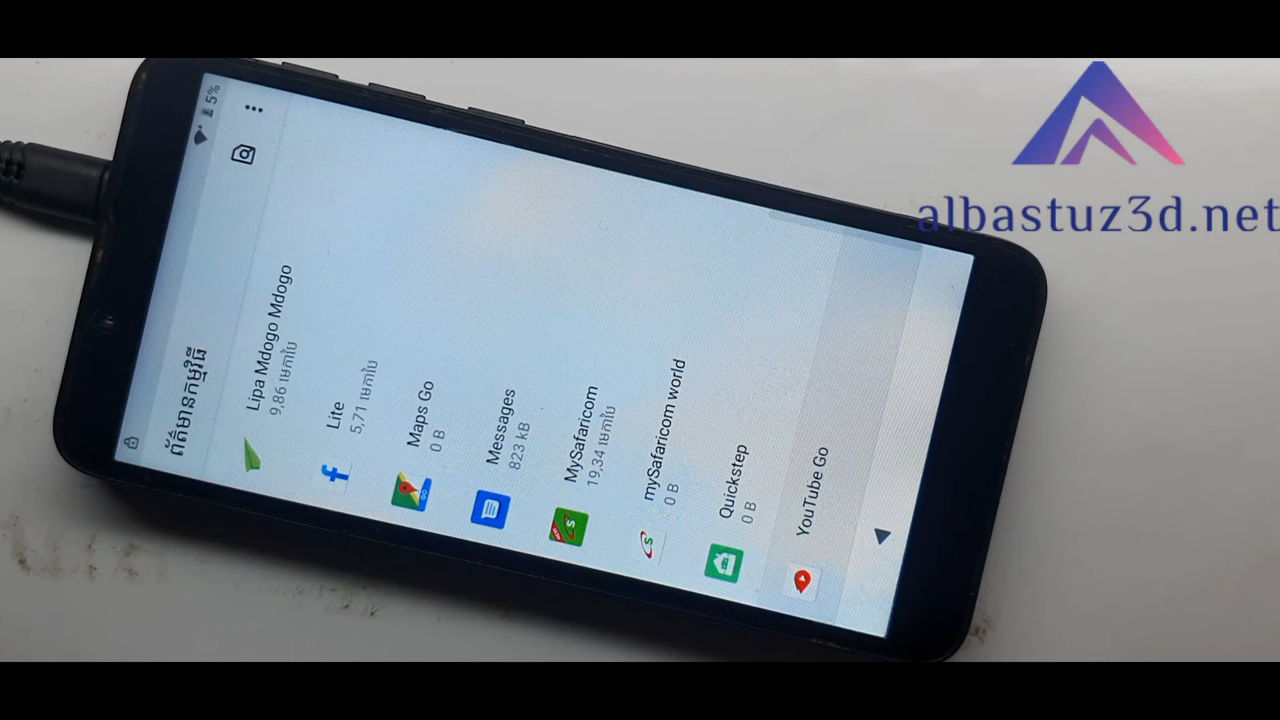 5%
ព័ត៌មានកម្មវិធី
Lipa Mdogo Mdogo
9,86 មេកាបៃ
Lite
5,71 មេកាបៃ
Maps Go
0 B
Messages
823 kB
MySafaricom
19,34 មេកាបៃ
mySafaricom world
0 B
Quickstep
0 B
YouTube Go
albastuz3d.net